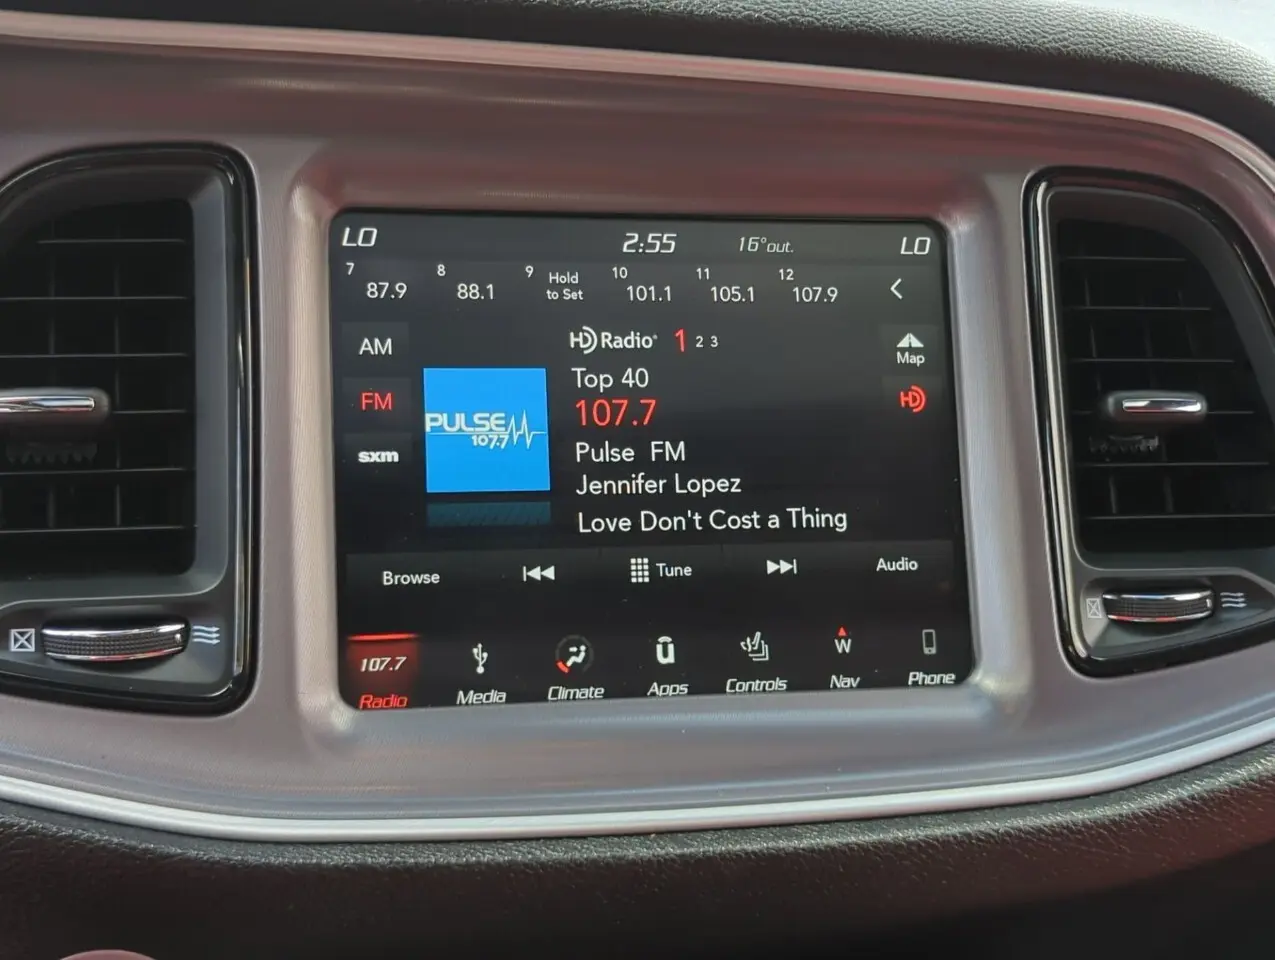 LO 2:55 16°out. LO
7 87.9 8 88.1 9 Hold to Set 10 101.1 11 105.1 12 107.9
AM
HD Radio 1 2 3
Map
Top 40
FM
107.7
HD
PULSE
107.7
Pulse FM
sxm
Jennifer Lopez
Love Don't Cost a Thing
Browse Tune Audio
107.7 W
Radio Media Climate Apps Controls Nav Phone